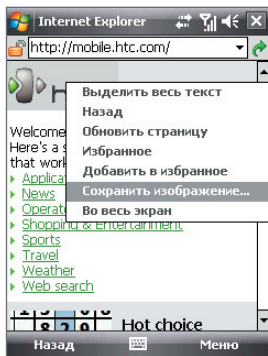 Internet Explorer
http://mobile.htc.com/
Выделить весь текст
Назад
Welcome
Обновить страницу
Here's a s
Избранное
that work
Добавить в избранное
Applicat
Сохранить изображение...
News
Во весь экран
Operat
Shopping & Entertainment
Sports
Travel
Weather
Web search
Hot choice
Назад
Меню